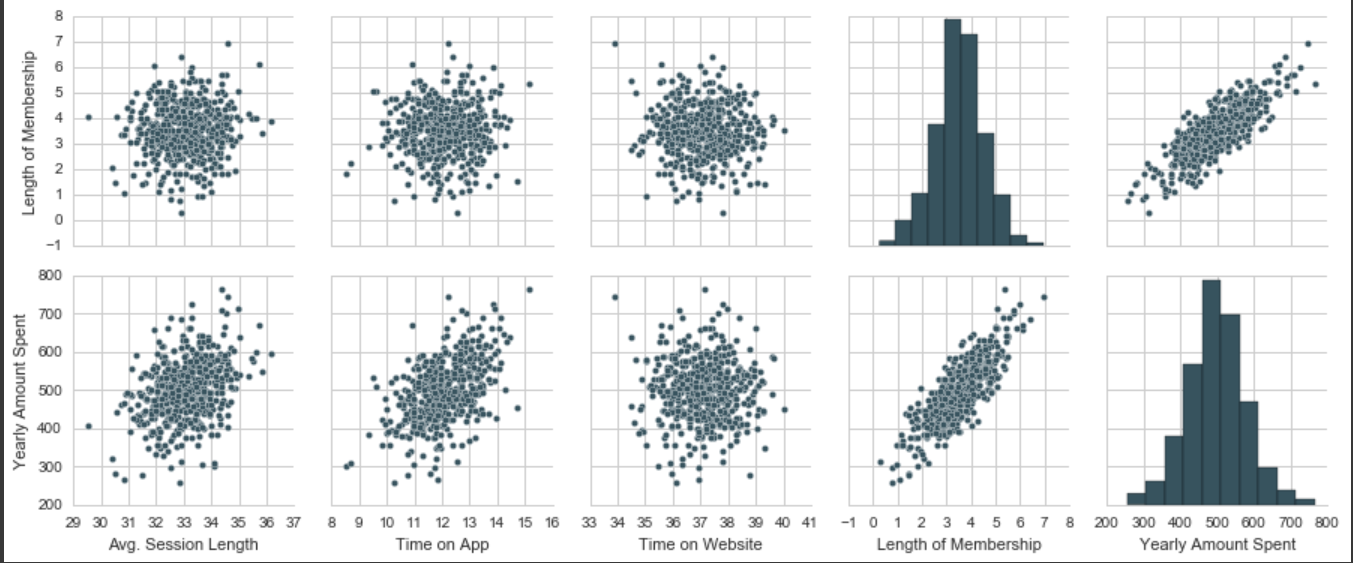 8
7
6
5
4
3
2
1
0
−1
Length of Membership
800
700
600
500
400
300
200
Yearly Amount Spent
29 30 31 32 33 34 35 36 37
Avg. Session Length
8 9 10 11 12 13 14 15 16
Time on App
33 34 35 36 37 38 39 40 41
Time on Website
−1 0 1 2 3 4 5 6 7 8
Length of Membership
200 300 400 500 600 700 800
Yearly Amount Spent